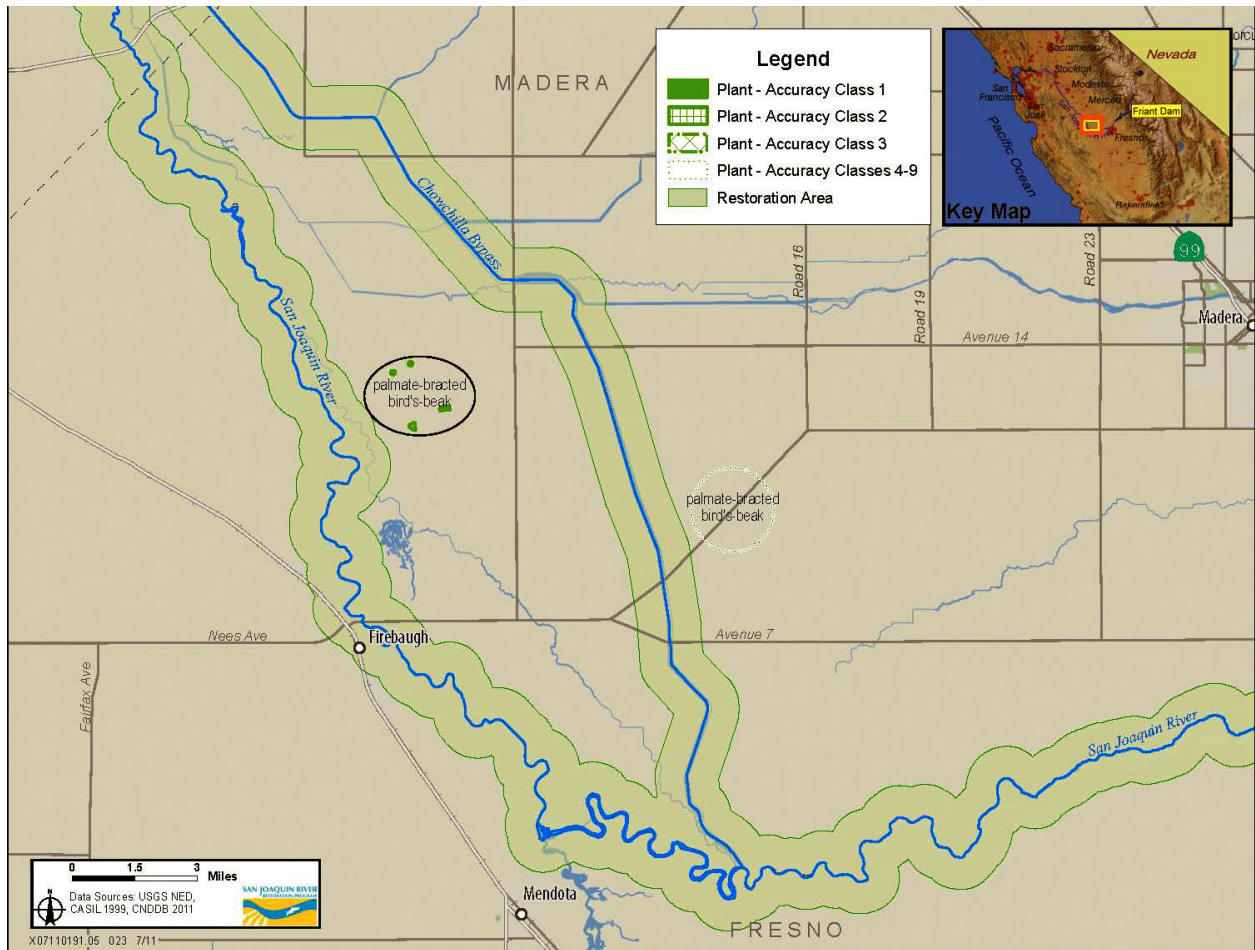 MADERA
Legend
Plant - Accuracy Class 1
Plant - Accuracy Class 2
Plant - Accuracy Class 3
Plant - Accuracy Classes 4-9
Restoration Area
Sacramento
Nevada
Stockton
Modesto
San
Francisco
San
Jose
Merced
Friant Dam
Fresno
Pacific Ocean
Bakersfield
Key Map
Chowchilla Bypass
San Joaquin River
Road 16
Road 19
Road 23
99
Madera
Avenue 14
palmate-bracted
bird's-beak
palmate-bracted
bird's-beak
Nees Ave
Firebaugh
Avenue 7
Fairfax Ave
San Joaquin River
Mendota
FRESNO
0 1.5 3
Miles
N
Data Sources: USGS NED,
CASIL 1999, CNDDB 2011
SAN JOAQUIN RIVER
RESTORATION PROGRAM
X07110191.05 023 7/11